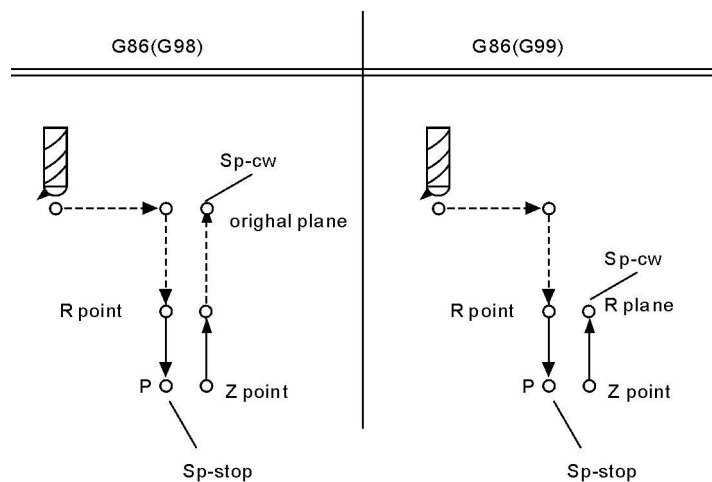 G86(G98)
Sp-cw
orighal plane
R point
P
Z point
Sp-stop
G86(G99)
Sp-cw
R plane
R point
P
Z point
Sp-stop